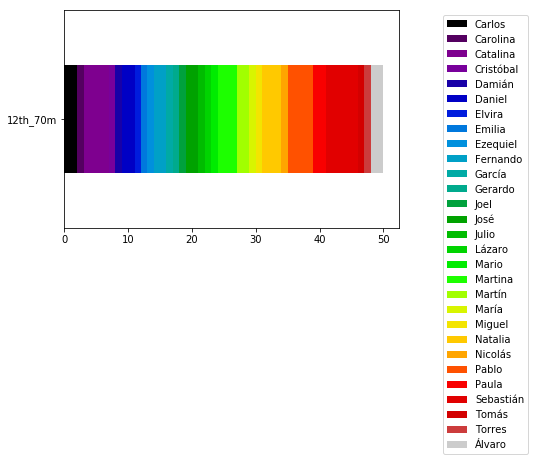 12th_70m
0 10 20 30 40 50
Carlos
Carolina
Catalina
Cristóbal
Damián
Daniel
Elvira
Emilia
Ezequiel
Fernando
García
Gerardo
Joel
José
Julio
Lázaro
Mario
Martina
Martín
María
Miguel
Natalia
Nicolás
Pablo
Paula
Sebastián
Tomás
Torres
Álvaro